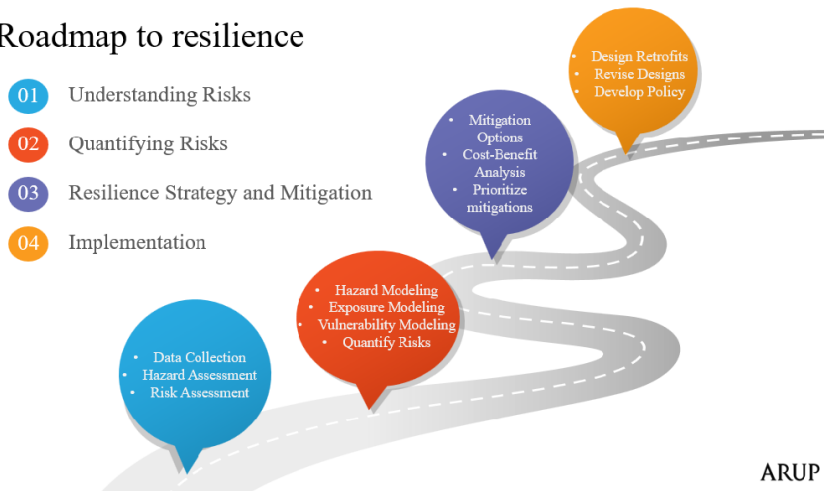 Roadmap to resilience
01 Understanding Risks
02 Quantifying Risks
03 Resilience Strategy and Mitigation
04 Implementation
• Data Collection
• Hazard Assessment
• Risk Assessment
• Hazard Modeling
• Exposure Modeling
• Vulnerability Modeling
• Quantify Risks
• Mitigation
Options
• Cost-Benefit
Analysis
• Prioritize
mitigations
• Design Retrofits
• Revise Designs
• Develop Policy
ARUP